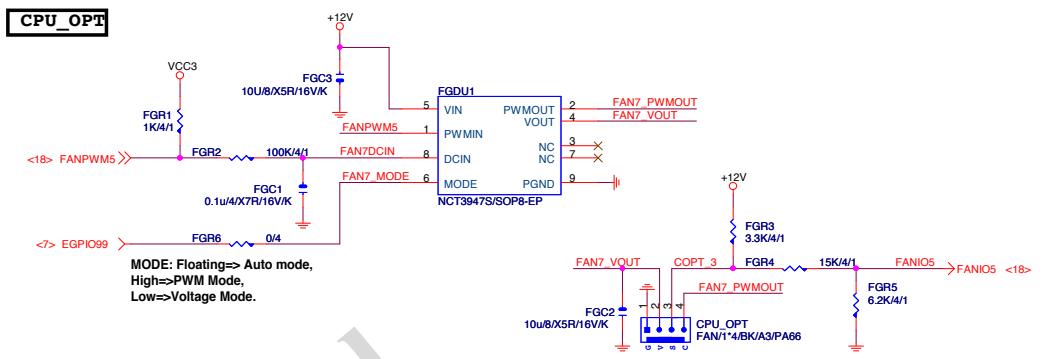 CPU_OPT
+12V
VCC3
FGC3
10U/8/X5R/16V/K
FGDU1
FGR1
1K/4/1
5 VIN PWMOUT 2 FAN7_PWMOUT
VOUT 4 FAN7_VOUT
FANPWM5 1 PWMIN
NC 3
<18> FANPWM5 FGR2 100K/4/1 FAN7DCIN 8 DCIN NC 7
FAN7_MODE 6 MODE PGND 9
FGC1
0.1u/4/X7R/16V/K
NCT3947S/SOP8-EP
+12V
<7> EGPIO99 FGR6 0/4
FGR3
3.3K/4/1
MODE: Floating=> Auto mode,
High=>PWM Mode,
Low=>Voltage Mode.
FAN7_VOUT COPT_3 FGR4 15K/4/1 FANIO5 FANIO5 <18>
FAN7_PWMOUT
FGR5
6.2K/4/1
1 2 3 4
FGC2
10u/8/X5R/16V/K
CPU_OPT
FAN/1*4/BK/A3/PA66
G V S C